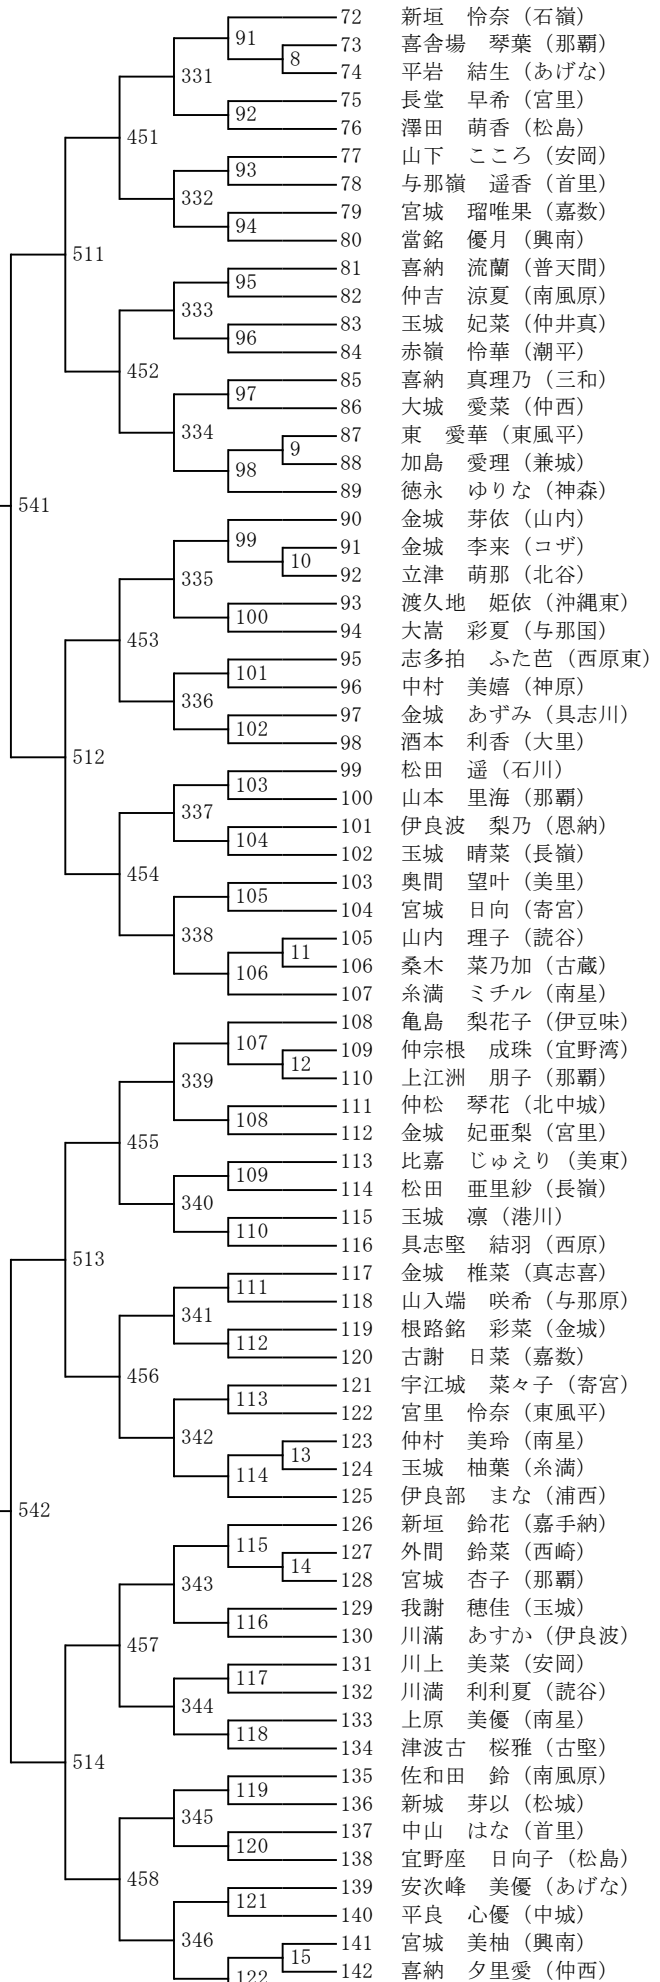 72 新垣 怜奈 (石嶺)
91
73 喜舎場 琴葉 (那覇)
8
331
74 平岩 結生 (あげな)
75 長堂 早希 (宮里)
92
451
76 澤田 萌香 (松島)
77 山下 こころ (安岡)
93
78 与那嶺 遥香 (首里)
332
79 宮城 瑠唯果 (嘉数)
94
80 當銘 優月 (興南)
511
81 喜納 流蘭 (普天間)
95
82 仲吉 涼夏 (南風原)
333
83 玉城 妃菜 (仲井真)
96
84 赤嶺 怜華 (潮平)
452
85 喜納 真理乃 (三和)
97
86 大城 愛菜 (仲西)
334
87 東 愛華 (東風平)
9
88 加島 愛理 (兼城)
98
89 徳永 ゆりな (神森)
541
90 金城 芽依 (山内)
99
91 金城 李来 (コザ)
10
335
92 立津 萌那 (北谷)
93 渡久地 姫依 (沖縄東)
100
94 大嵩 彩夏 (与那国)
453
95 志多拍 ふた芭 (西原東)
101
96 中村 美嬉 (神原)
336
97 金城 あずみ (具志川)
102
98 酒本 利香 (大里)
512
99 松田 遥 (石川)
103
100 山本 里海 (那覇)
337
101 伊良波 梨乃 (恩納)
104
102 玉城 晴菜 (長嶺)
454
103 奥間 望叶 (美里)
105
104 宮城 日向 (寄宮)
338
105 山内 理子 (読谷)
11
106 桑木 菜乃加 (古蔵)
106
107 糸満 ミチル (南星)
108 亀島 梨花子 (伊豆味)
107
109 仲宗根 成珠 (宜野湾)
12
339
110 上江洲 朋子 (那覇)
111 仲松 琴花 (北中城)
108
112 金城 妃亜梨 (宮里)
455
113 比嘉 じゅえり (美東)
109
114 松田 亜里紗 (長嶺)
340
115 玉城 凛 (港川)
110
116 具志堅 結羽 (西原)
513
117 金城 椎菜 (真志喜)
111
118 山入端 咲希 (与那原)
341
119 根路銘 彩菜 (金城)
112
120 古謝 日菜 (嘉数)
456
121 宇江城 菜々子 (寄宮)
113
122 宮里 怜奈 (東風平)
342
123 仲村 美玲 (南星)
13
124 玉城 柚葉 (糸満)
114
125 伊良部 まな (浦西)
542
126 新垣 鈴花 (嘉手納)
115
127 外間 鈴菜 (西崎)
14
343
128 宮城 杏子 (那覇)
129 我謝 穂佳 (玉城)
116
130 川滿 あすか (伊良波)
457
131 川上 美菜 (安岡)
117
132 川満 利利夏 (読谷)
344
133 上原 美優 (南星)
118
134 津波古 桜雅 (古堅)
514
135 佐和田 鈴 (南風原)
119
136 新城 芽以 (松城)
345
137 中山 はな (首里)
120
138 宜野座 日向子 (松島)
458
139 安次峰 美優 (あげな)
121
140 平良 心優 (中城)
346
141 宮城 美柚 (興南)
15
142 喜納 夕里愛 (仲西)
122